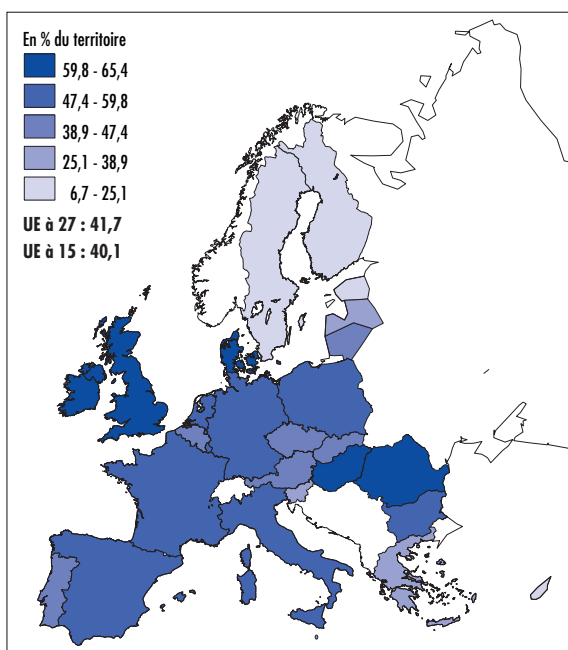 En % du territoire
59,8 - 65,4
47,4 - 59,8
38,9 - 47,4
25,1 - 38,9
6,7 - 25,1
UE à 27 : 41,7
UE à 15 : 40,1